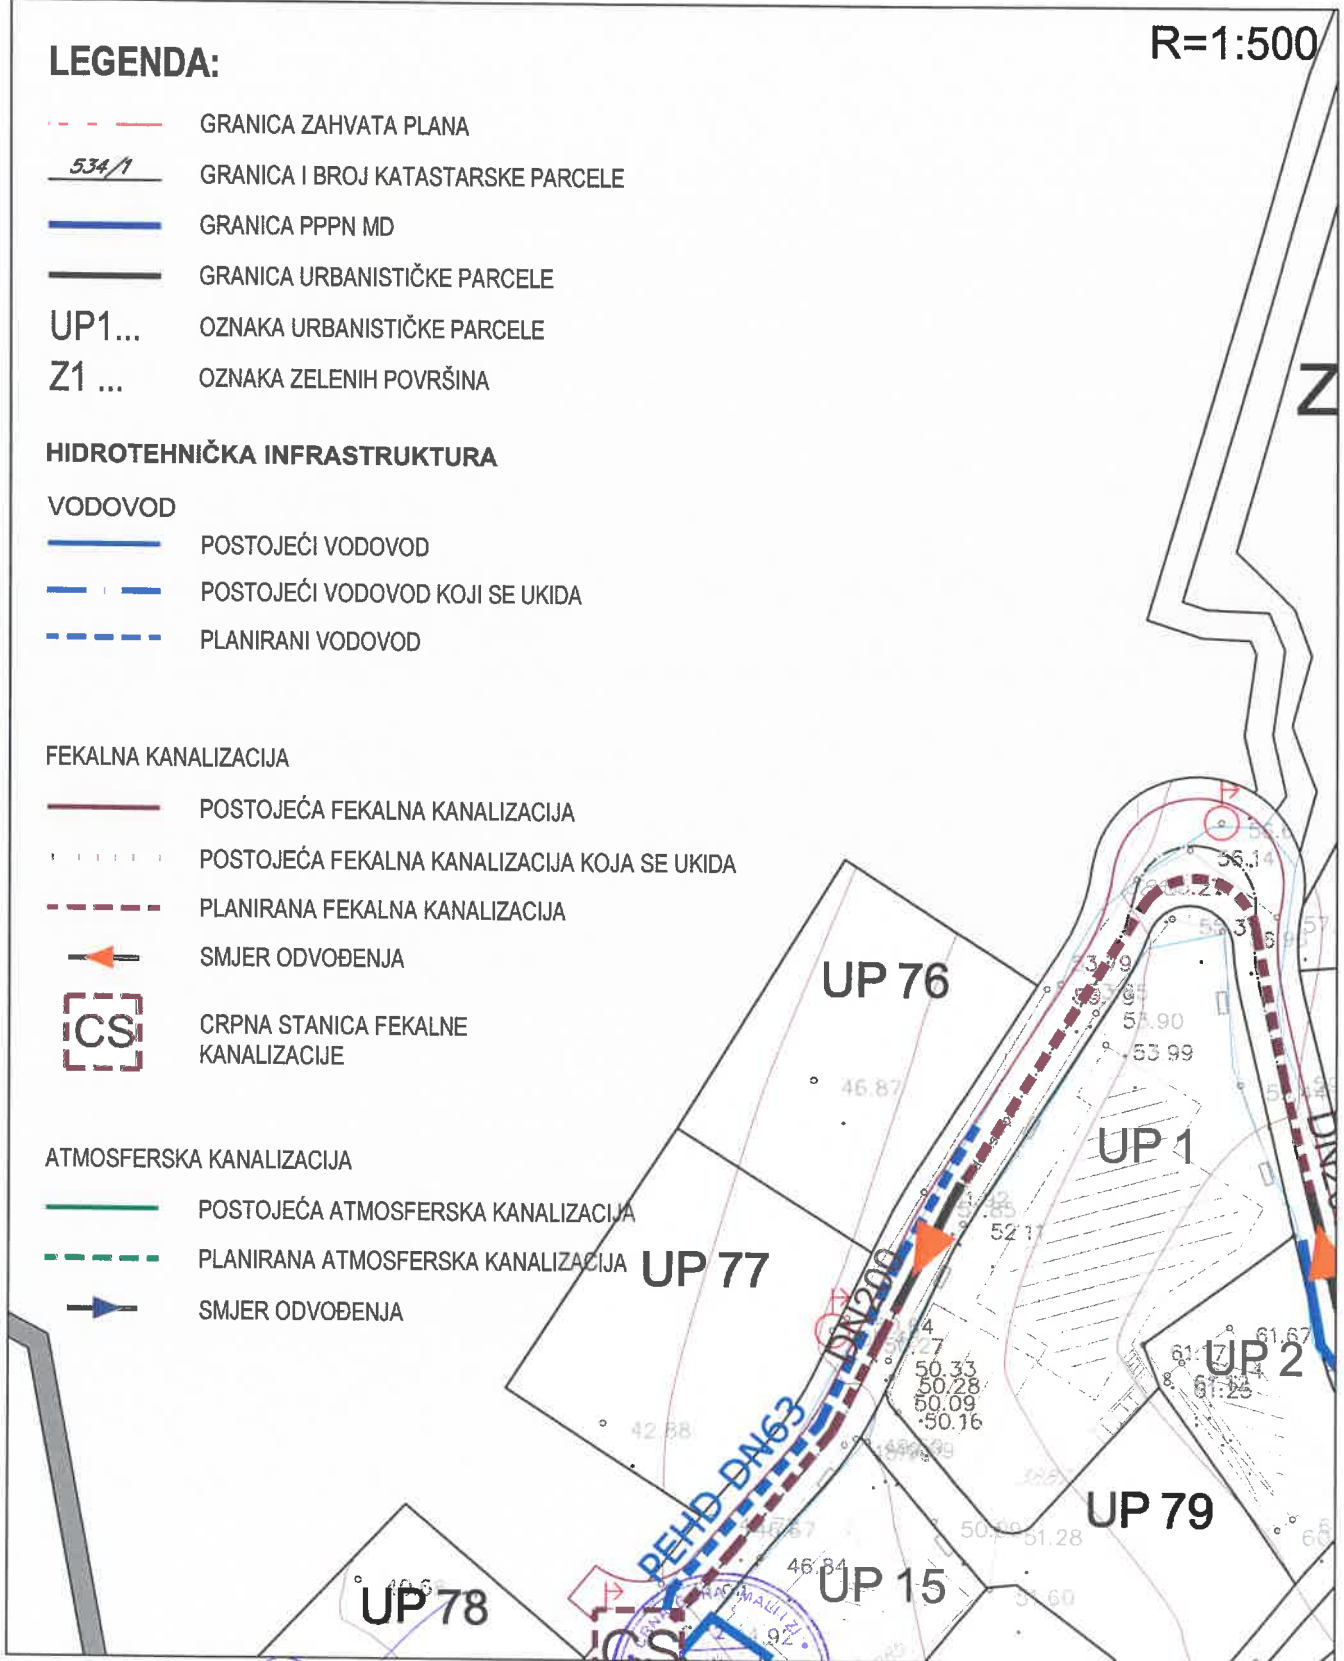 R=1:500
LEGENDA:
GRANICA ZAHVATA PLANA
534/1 GRANICA I BROJ KATASTARSKE PARCELE
GRANICA PPPN MD
GRANICA URBANISTIČKE PARCELE
UP1... OZNAKA URBANISTIČKE PARCELE
Z1 ... OZNAKA ZELENIH POVRŠINA
HIDROTEHNIČKA INFRASTRUKTURA
VODOVOD
POSTOJEĆI VODOVOD
POSTOJEĆI VODOVOD KOJI SE UKIDA
PLANIRANI VODOVOD
FEKALNA KANALIZACIJA
POSTOJEĆA FEKALNA KANALIZACIJA
POSTOJEĆA FEKALNA KANALIZACIJA KOJA SE UKIDA
PLANIRANA FEKALNA KANALIZACIJA
SMJER ODVOĐENJA
CS CRPNA STANICA FEKALNE
KANALIZACIJE
ATMOSFERSKA KANALIZACIJA
POSTOJEĆA ATMOSFERSKA KANALIZACIJA
PLANIRANA ATMOSFERSKA KANALIZACIJA
SMJER ODVOĐENJA
Z
56.14
UP 76
53.90
53.99
46.87
UP 1
52.11
UP 77
DN200
61.67
UP 2
50.33
50.28
50.09
50.16
42.88
PEHD DN63
UP 79
51.28
46.84
UP 15
51.60
UP 78
CS